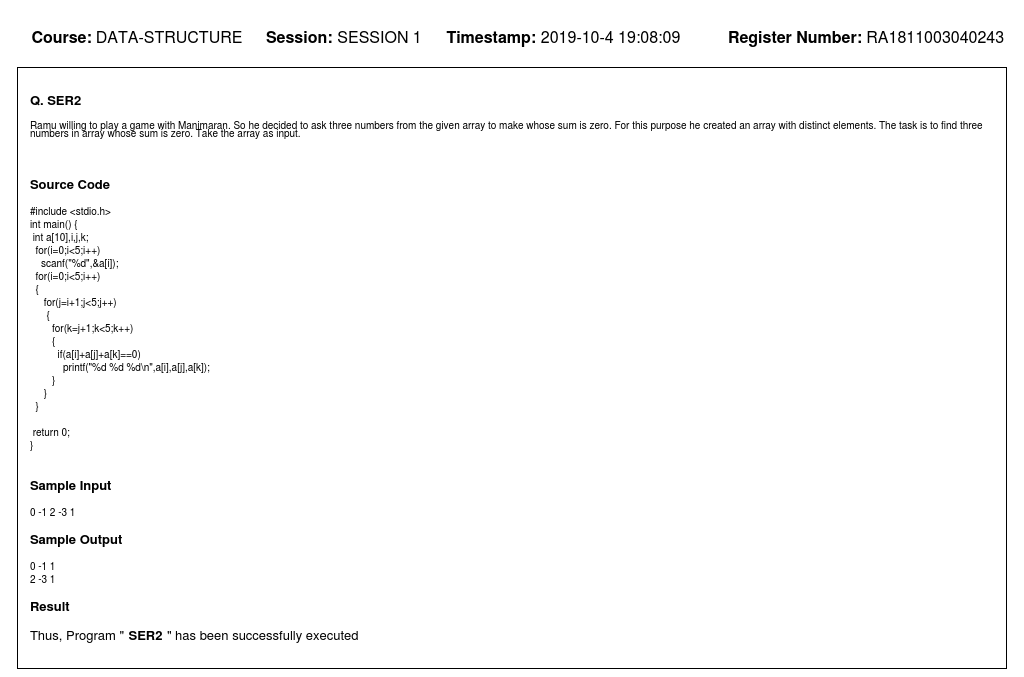 Course: DATA-STRUCTURE Session: SESSION 1 Timestamp: 2019-10-4 19:08:09 Register Number: RA1811003040243
Q. SER2
Ramu willing to play a game with Manimaran. So he decided to ask three numbers from the given array to make whose sum is zero. For this purpose he created an array with distinct elements. The task is to find three
numbers in array whose sum is zero. Take the array as input.
Source Code
#include <stdio.h>
int main() {
 int a[10],i,j,k;
  for(i=0;i<5;i++)
    scanf("%d",&a[i]);
  for(i=0;i<5;i++)
  {
     for(j=i+1;j<5;j++)
      {
        for(k=j+1;k<5;k++)
        {
          if(a[i]+a[j]+a[k]==0)
            printf("%d %d %d\n",a[i],a[j],a[k]);
        }
     }
  }
 return 0;
}
Sample Input
0 -1 2 -3 1
Sample Output
0 -1 1
2 -3 1
Result
Thus, Program " SER2 " has been successfully executed